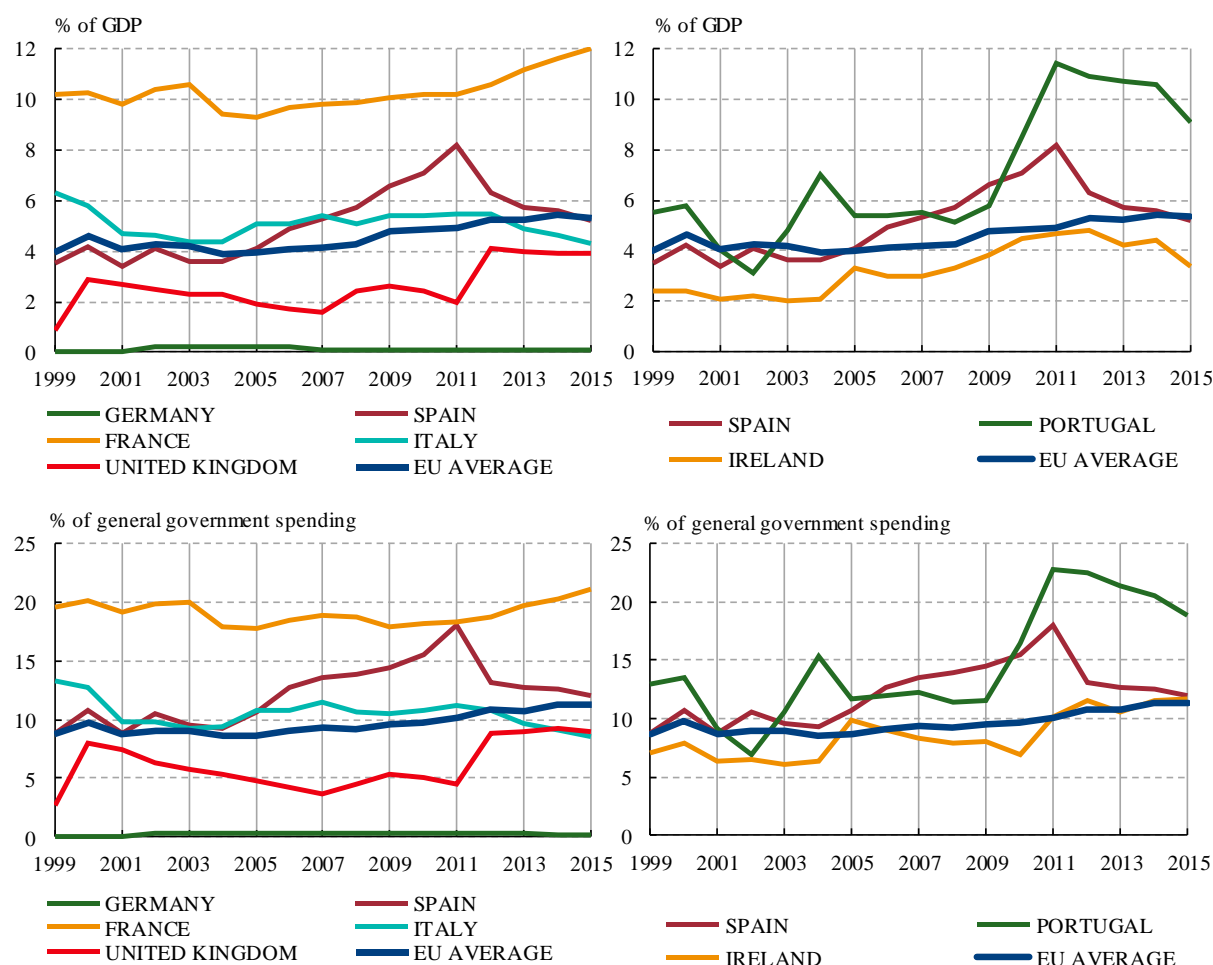 % of GDP
12
10
8
6
4
2
0
1999 2001 2003 2005 2007 2009 2011 2013 2015
GERMANY SPAIN
FRANCE ITALY
UNITED KINGDOM EU AVERAGE
% of GDP
12
10
8
6
4
2
0
1999 2001 2003 2005 2007 2009 2011 2013 2015
SPAIN PORTUGAL
IRELAND EU AVERAGE
% of general government spending
25
20
15
10
5
0
1999 2001 2003 2005 2007 2009 2011 2013 2015
GERMANY SPAIN
FRANCE ITALY
UNITED KINGDOM EU AVERAGE
% of general government spending
25
20
15
10
5
0
1999 2001 2003 2005 2007 2009 2011 2013 2015
SPAIN PORTUGAL
IRELAND EU AVERAGE